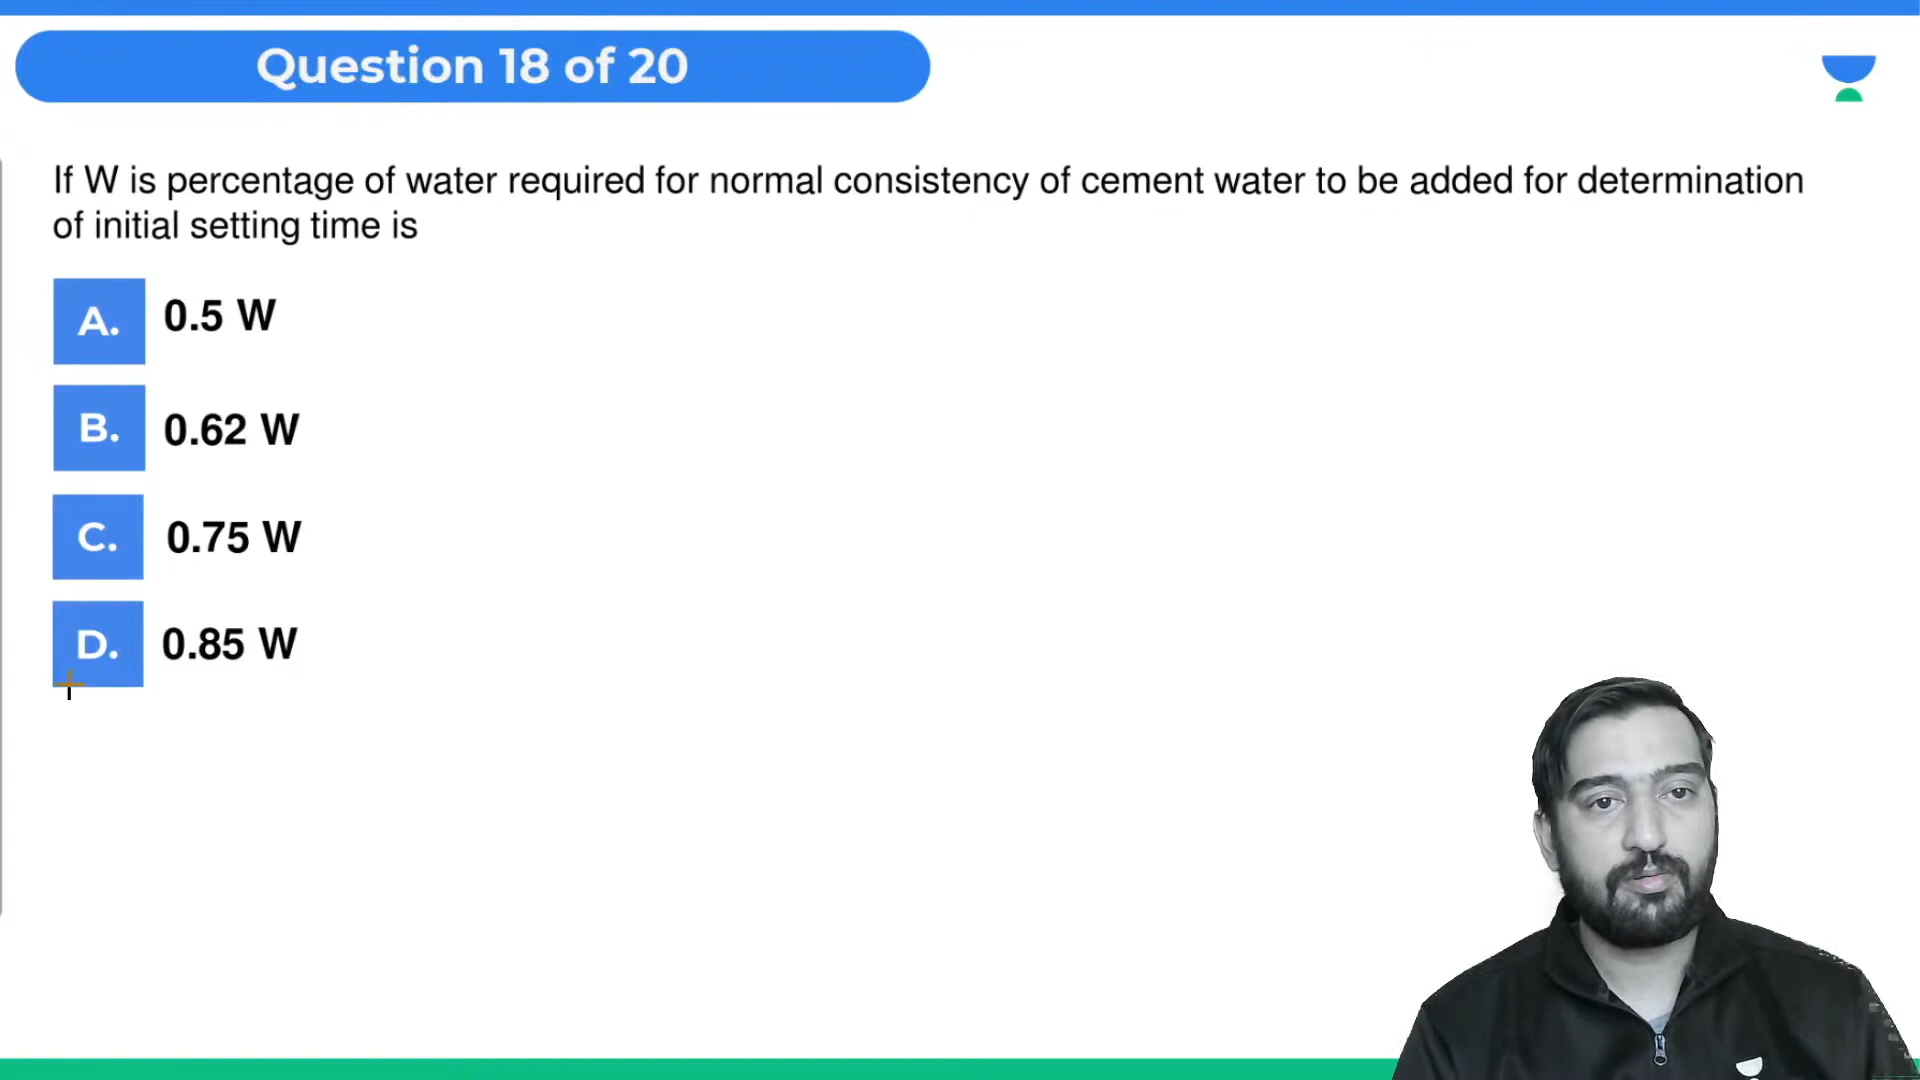 Question 18 of 20
If W is percentage of water required for normal consistency of cement water to be added for determination
of initial setting time is
A. 0.5 W
B. 0.62 W
C. 0.75 W
D. 0.85 W